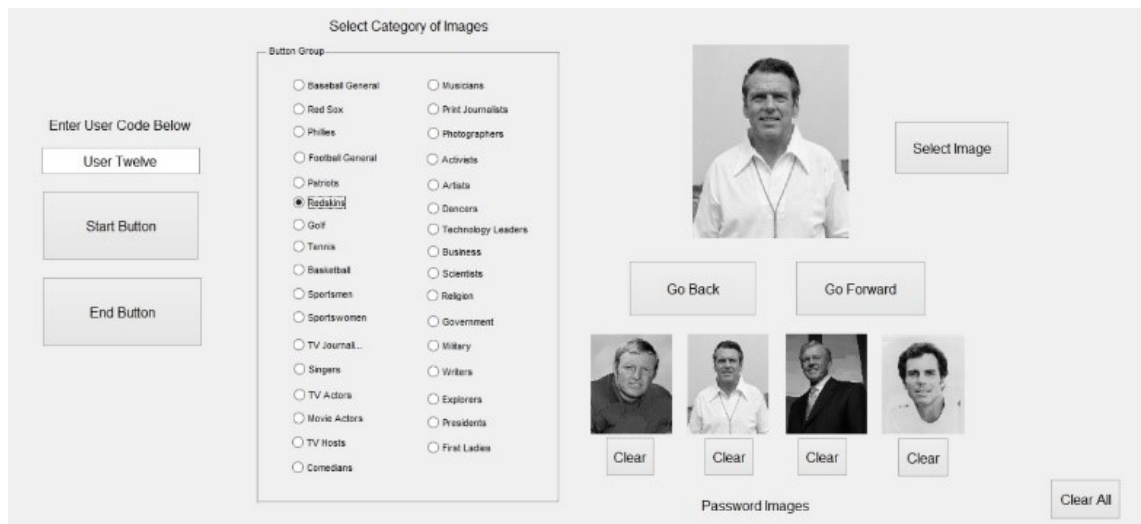 Select Category of Images
Button Group
Enter User Code Below
User Twelve
Start Button
End Button
Baseball General
Red Sox
Phillies
Football General
Patriots
Redskins
Golf
Tennis
Basketball
Sportsmen
Sportswomen
TV Journali...
Singers
TV Actors
Movie Actors
TV Hosts
Comedians
Musicians
Print Journalists
Photographers
Activists
Artists
Dancers
Technology Leaders
Business
Scientists
Religion
Government
Military
Writers
Explorers
Presidents
First Ladies
Select Image
Go Back
Go Forward
Clear
Clear
Clear
Clear
Password Images
Clear All